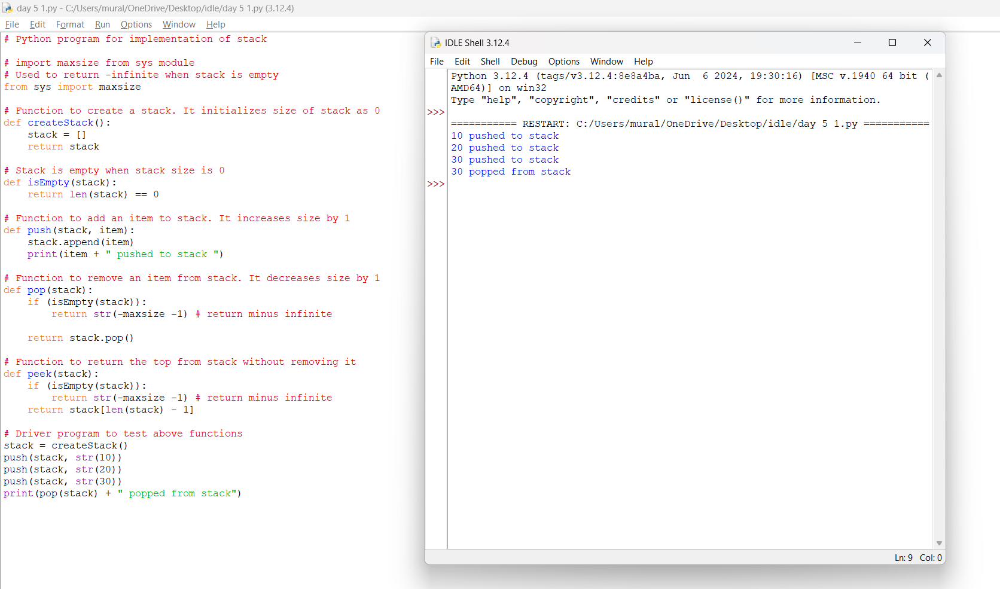 day 5 1.py - C:/Users/mural/OneDrive/Desktop/idle/day 5 1.py (3.12.4)
File Edit Format Run Options Window Help
# Python program for implementation of stack

# import maxsize from sys module
# Used to return -infinite when stack is empty
from sys import maxsize

# Function to create a stack. It initializes size of stack as 0
def createStack():
    stack = []
    return stack

# Stack is empty when stack size is 0
def isEmpty(stack):
    return len(stack) == 0

# Function to add an item to stack. It increases size by 1
def push(stack, item):
    stack.append(item)
    print(item + " pushed to stack ")

# Function to remove an item from stack. It decreases size by 1
def pop(stack):
    if (isEmpty(stack)):
        return str(-maxsize -1) # return minus infinite

    return stack.pop()

# Function to return the top from stack without removing it
def peek(stack):
    if (isEmpty(stack)):
        return str(-maxsize -1) # return minus infinite
    return stack[len(stack) - 1]

# Driver program to test above functions
stack = createStack()
push(stack, str(10))
push(stack, str(20))
push(stack, str(30))
print(pop(stack) + " popped from stack")
IDLE Shell 3.12.4
File Edit Shell Debug Options Window Help
Python 3.12.4 (tags/v3.12.4:8e8a4ba, Jun  6 2024, 19:30:16) [MSC v.1940 64 bit (
AMD64)] on win32
Type "help", "copyright", "credits" or "license()" for more information.
>>>
=========== RESTART: C:/Users/mural/OneDrive/Desktop/idle/day 5 1.py ===========
10 pushed to stack
20 pushed to stack
30 pushed to stack
30 popped from stack
>>>
Ln: 9 Col: 0